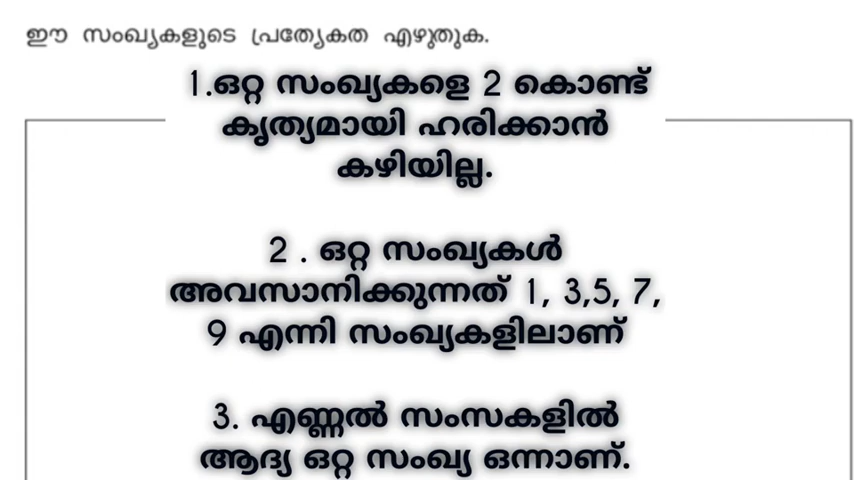 ഈ സംഖ്യകളുടെ പ്രത്യേകത എഴുതുക.
1.ഒറ്റ സംഖ്യകളെ 2 കൊണ്ട്
കൃത്യമായി ഹരിക്കാൻ
കഴിയില്ല.
2 . ഒറ്റ സംഖ്യകൾ
അവസാനിക്കുന്നത് 1, 3,5, 7,
9 എന്നി സംഖ്യകളിലാണ്
3. എണ്ണൽ സംസകളിൽ
ആദ്യ ഒറ്റ സംഖ്യ ഒന്നാണ്.